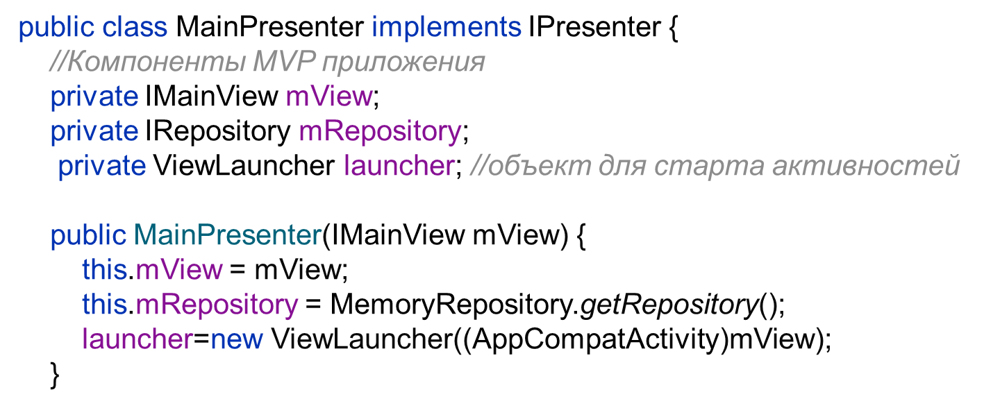 public class MainPresenter implements IPresenter {
//Компоненты MVP приложения
private IMainView mView;
private IRepository mRepository;
private ViewLauncher launcher; //объект для старта активностей
public MainPresenter(IMainView mView) {
this.mView = mView;
this.mRepository = MemoryRepository.getRepository();
launcher=new ViewLauncher((AppCompatActivity)mView);
}